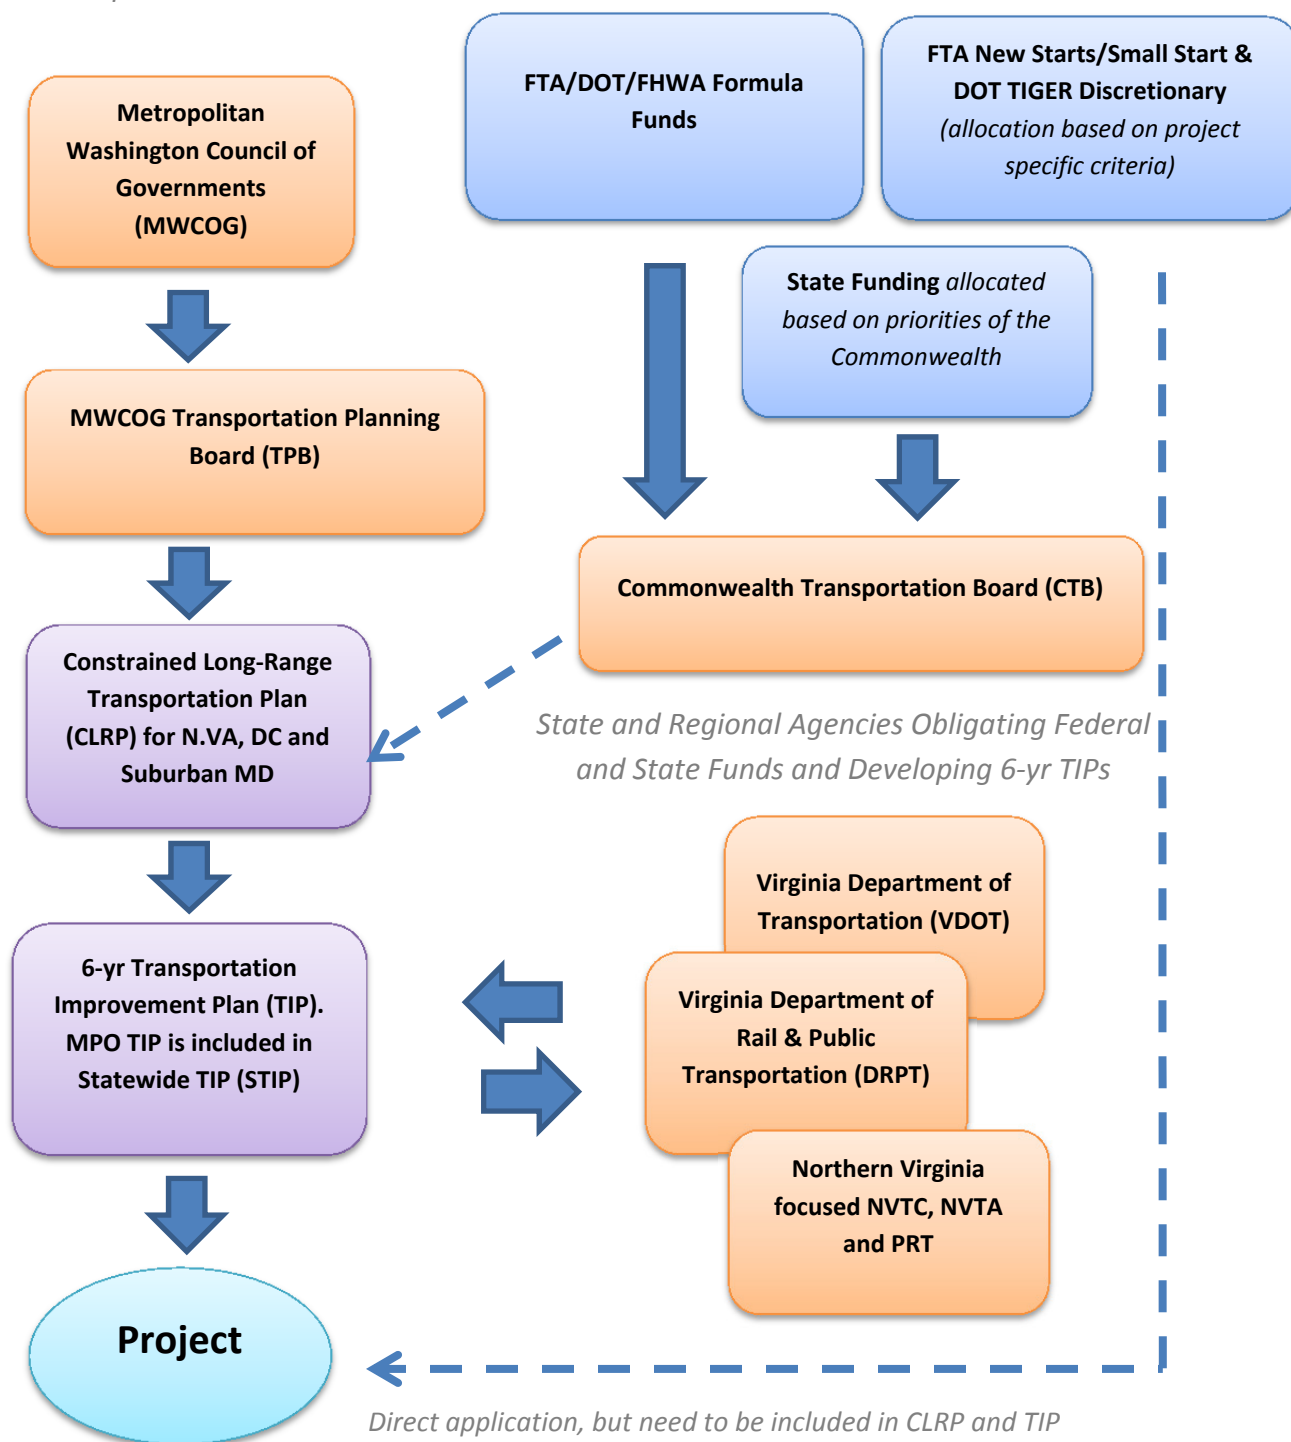 Metropolitan
Washington Council of
Governments
(MWCOG)
FTA/DOT/FHWA Formula
Funds
FTA New Starts/Small Start &
DOT TIGER Discretionary
(allocation based on project
specific criteria)
State Funding allocated
based on priorities of the
Commonwealth
MWCOG Transportation Planning
Board (TPB)
Commonwealth Transportation Board (CTB)
Constrained Long-Range
Transportation Plan
(CLRP) for N.VA, DC and
Suburban MD
State and Regional Agencies Obligating Federal
and State Funds and Developing 6-yr TIPs
Virginia Department of
Transportation (VDOT)
6-yr Transportation
Improvement Plan (TIP).
MPO TIP is included in
Statewide TIP (STIP)
Virginia Department of
Rail & Public
Transportation (DRPT)
Northern Virginia
focused NVTC, NVTA
and PRT
Project
Direct application, but need to be included in CLRP and TIP